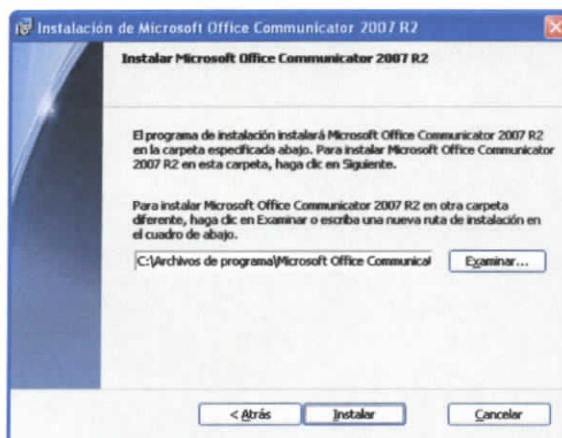 Instalación de Microsoft Office Communicator 2007 R2
Instalar Microsoft Office Communicator 2007 R2
El programa de instalación instalará Microsoft Office Communicator 2007 R2
en la carpeta especificada abajo. Para instalar Microsoft Office Communicator
2007 R2 en esta carpeta, haga clic en Siguiente.
Para instalar Microsoft Office Communicator 2007 R2 en otra carpeta
diferente, haga clic en Examinar o escriba una nueva ruta de instalación en
el cuadro de abajo.
C:\Archivos de programa\Microsoft Office Communicat
Examinar...
< Atrás Instalar Cancelar